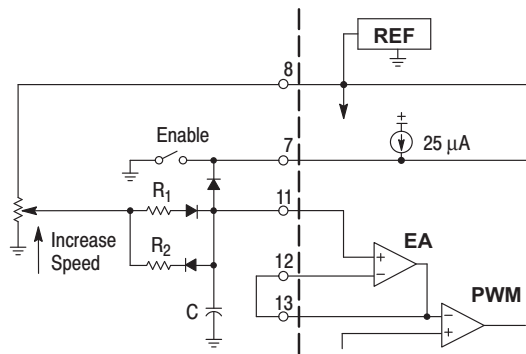 REF
8
Enable
7
25 µA
R1
11
Increase
Speed
R2
12
EA
C
13
PWM
+
−
−
+